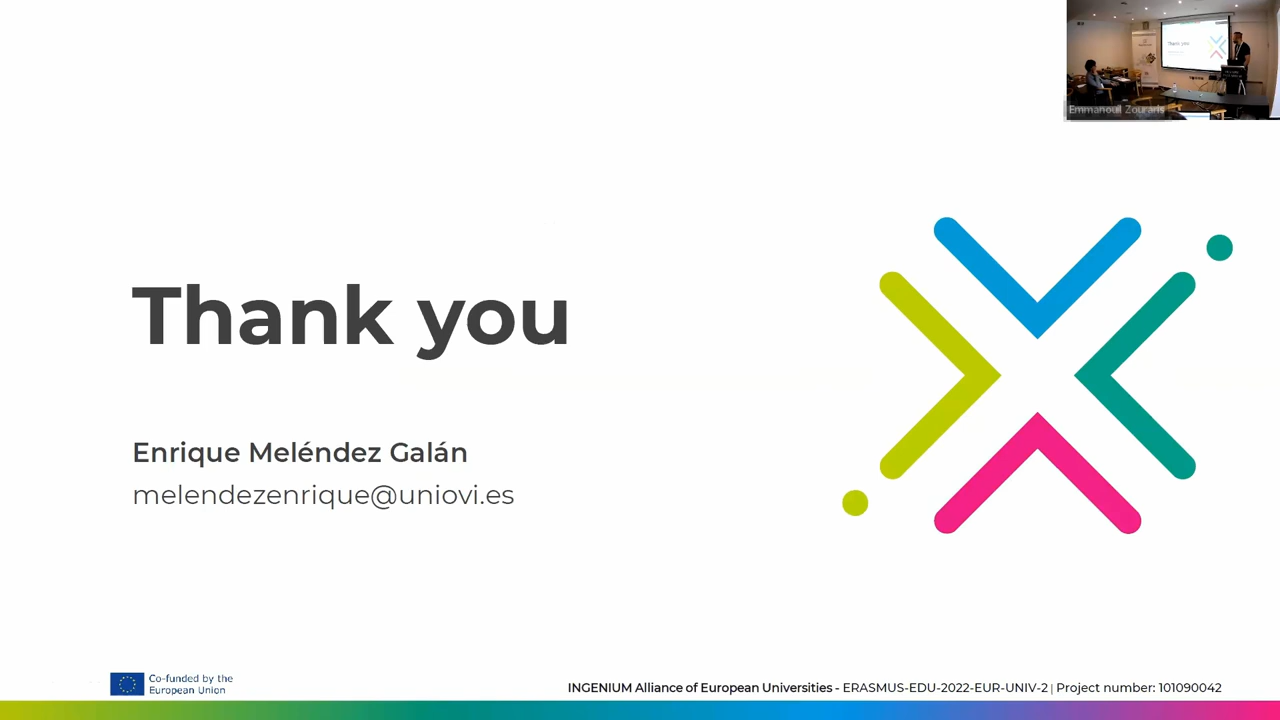 Emmanouil Zouraris
Thank you
Enrique Meléndez Galán
melendezenrique@uniovi.es
Co-funded by the
European Union
INGENIUM Alliance of European Universities - ERASMUS-EDU-2022-EUR-UNIV-2 | Project number: 101090042